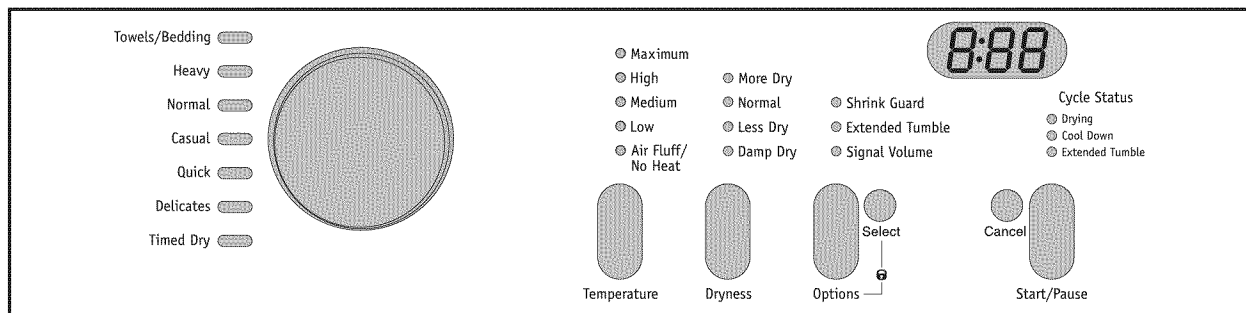 Towels/Bedding
Heavy
Normal
Casual
Quick
Delicates
Timed Dry
Maximum
High
Medium
Low
Air Fluff/
No Heat
Temperature
More Dry
Normal
Less Dry
Damp Dry
Dryness
Shrink Guard
Extended Tumble
Signal Volume
Select
Options
8:88
Cycle Status
Drying
Cool Down
Extended Tumble
Cancel
Start/Pause